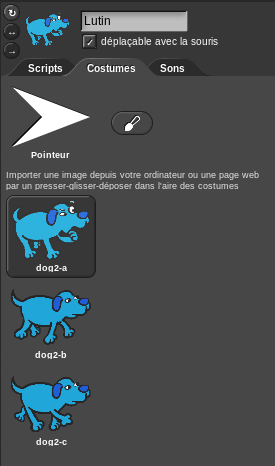 Lutin
déplaçable avec la souris
Scripts Costumes Sons
Pointeur
Importer une image depuis votre ordinateur ou une page web
par un presser-glisser-déposer dans l'aire des costumes
dog2-a
dog2-b
dog2-c